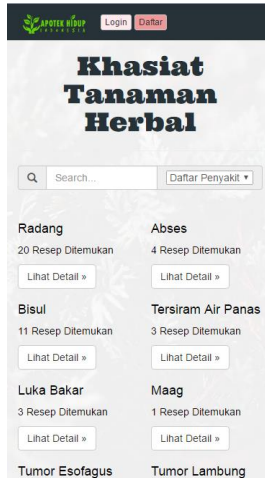 APOTEK HIDUP
INDONESIA
Login Daftar
Khasiat
Tanaman
Herbal
Search... Daftar Penyakit
Radang Abses
20 Resep Ditemukan 4 Resep Ditemukan
Lihat Detail » Lihat Detail »
Bisul Tersiram Air Panas
11 Resep Ditemukan 3 Resep Ditemukan
Lihat Detail » Lihat Detail »
Luka Bakar Maag
3 Resep Ditemukan 1 Resep Ditemukan
Lihat Detail » Lihat Detail »
Tumor Esofagus Tumor Lambung